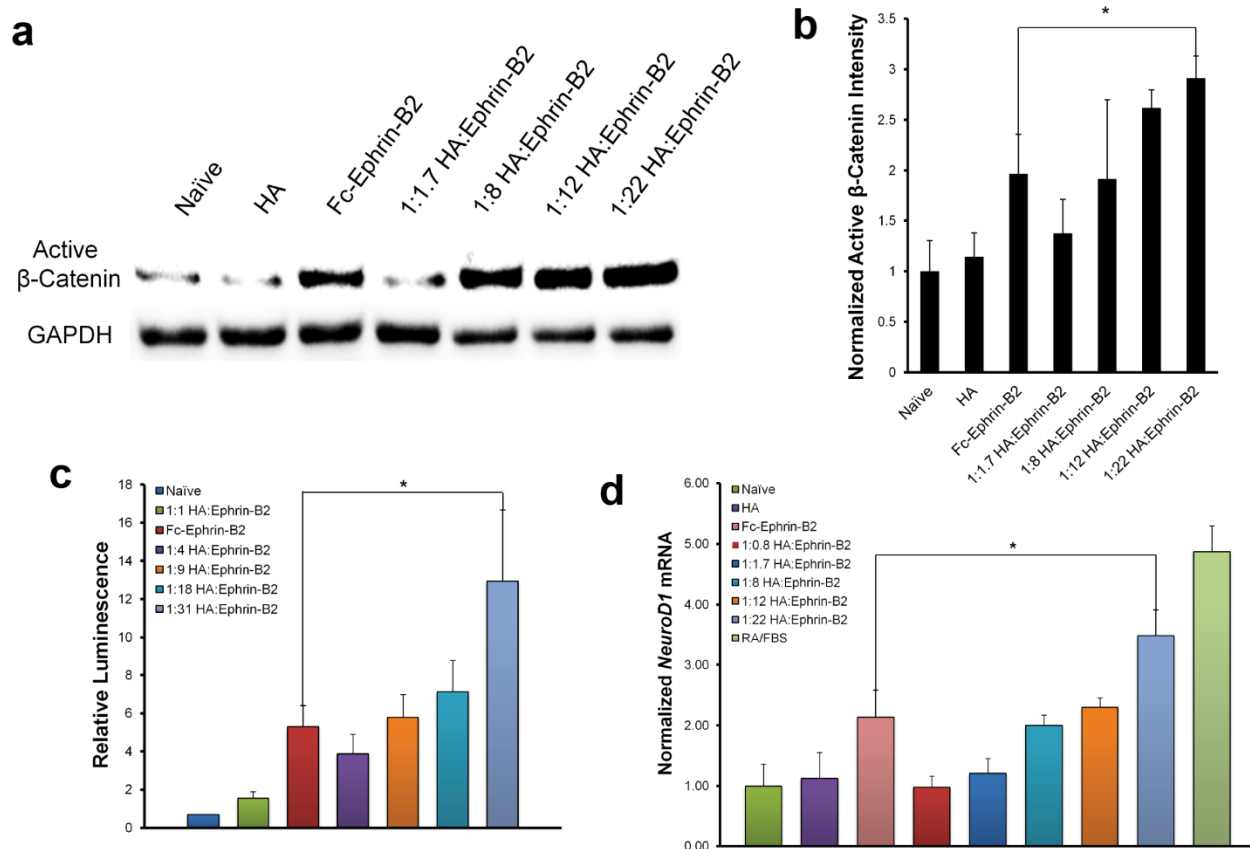 a
Naïve
HA
Fc-Ephrin-B2
1:1.7 HA:Ephrin-B2
1:8 HA:Ephrin-B2
1:12 HA:Ephrin-B2
1:22 HA:Ephrin-B2
Active
β-Catenin
GAPDH
b
Normalized Active β-Catenin Intensity
3.5
3
2.5
2
1.5
1
0.5
0
*
Naïve
HA
Fc-Ephrin-B2
1:1.7 HA:Ephrin-B2
1:8 HA:Ephrin-B2
1:12 HA:Ephrin-B2
1:22 HA:Ephrin-B2
c
Relative Luminescence
18
16
14
12
10
8
6
4
2
0
Naïve
1:1 HA:Ephrin-B2
Fc-Ephrin-B2
1:4 HA:Ephrin-B2
1:9 HA:Ephrin-B2
1:18 HA:Ephrin-B2
1:31 HA:Ephrin-B2
*
d
Normalized NeuroD1 mRNA
6.00
5.00
4.00
3.00
2.00
1.00
0.00
Naïve
HA
Fc-Ephrin-B2
1:0.8 HA:Ephrin-B2
1:1.7 HA:Ephrin-B2
1:8 HA:Ephrin-B2
1:12 HA:Ephrin-B2
1:22 HA:Ephrin-B2
RA/FBS
*